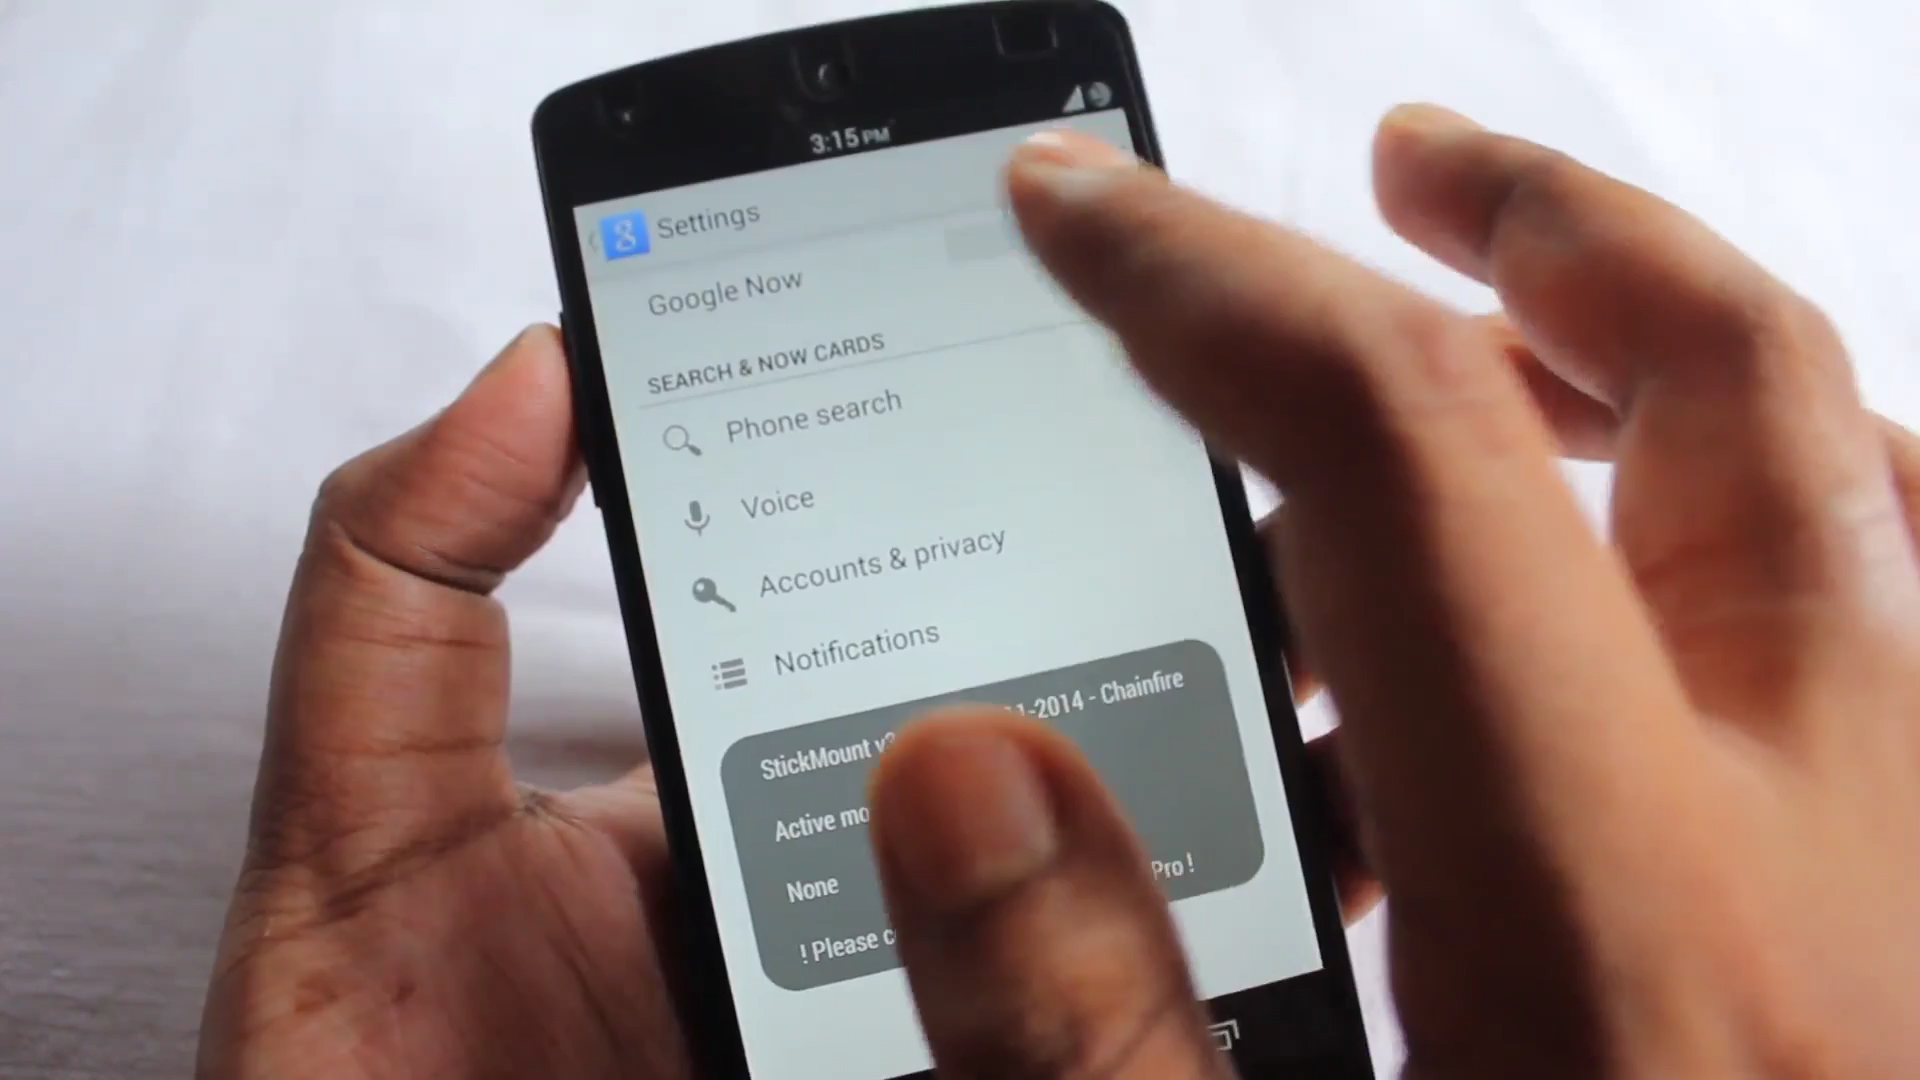 3:15 PM
Settings
Google Now
SEARCH & NOW CARDS
Phone search
Voice
Accounts & privacy
Notifications
StickMount 1-2014 - Chainfire
Active
None
! Please Pro !